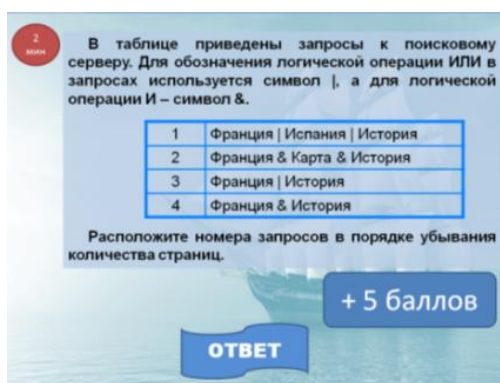 2
мин
В таблице приведены запросы к поисковому
серверу. Для обозначения логической операции ИЛИ в
запросах используется символ |, а для логической
операции И – символ &.
1 Франция | Испания | История
2 Франция & Карта & История
3 Франция | История
4 Франция & История
Расположите номера запросов в порядке убывания
количества страниц.
+ 5 баллов
ОТВЕТ